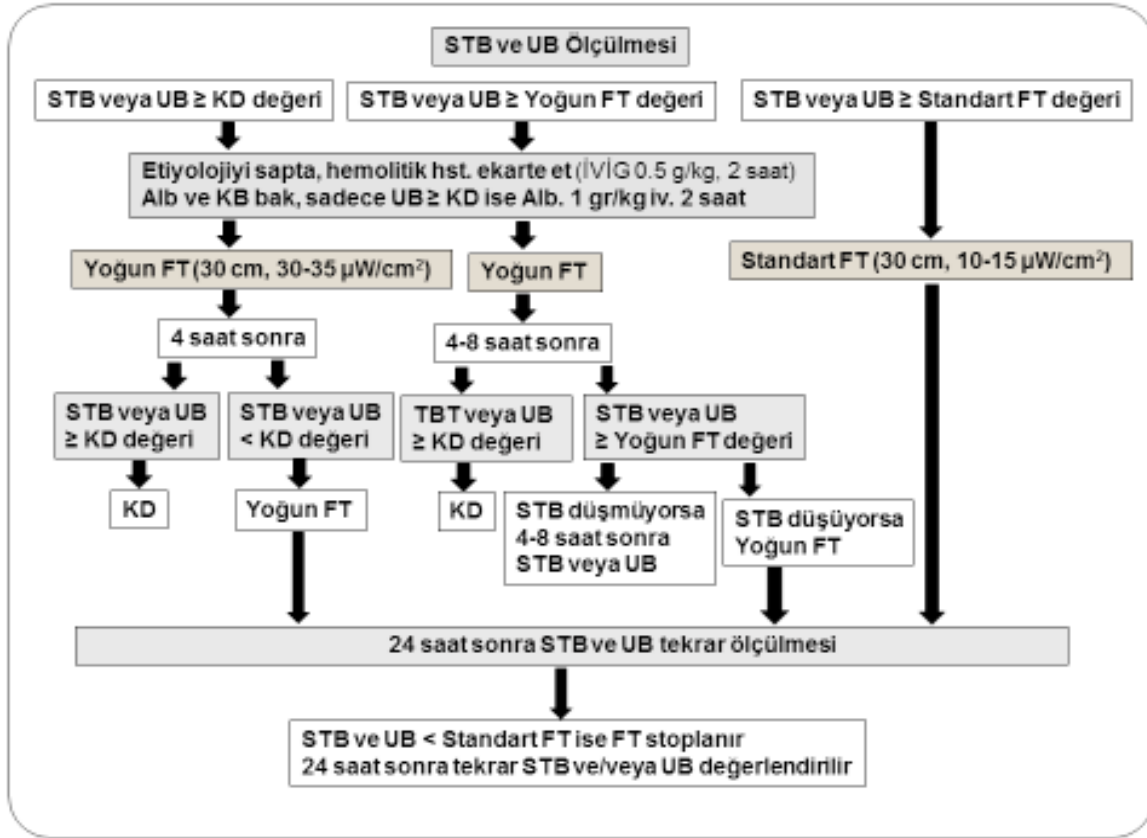 STB ve UB Ölçülmesi
STB veya UB ≥ KD değeri
STB veya UB ≥ Yoğun FT değeri
STB veya UB ≥ Standart FT değeri
Etiyolojiyi sapta, hemolitik hst. ekarte et (İVİG 0.5 g/kg, 2 saat)
Alb ve KB bak, sadece UB ≥ KD ise Alb. 1 gr/kg iv. 2 saat
Yoğun FT (30 cm, 30-35 µW/cm²)
Yoğun FT
Standart FT (30 cm, 10-15 µW/cm²)
4 saat sonra
4-8 saat sonra
STB veya UB
≥ KD değeri
STB veya UB
< KD değeri
TBT veya UB
≥ KD değeri
STB veya UB
≥ Yoğun FT değeri
KD
Yoğun FT
KD
STB düşmüyorsa
4-8 saat sonra
STB veya UB
STB düşüyorsa
Yoğun FT
24 saat sonra STB ve UB tekrar ölçülmesi
STB ve UB < Standart FT ise FT stoplanır
24 saat sonra tekrar STB ve/veya UB değerlendirilir